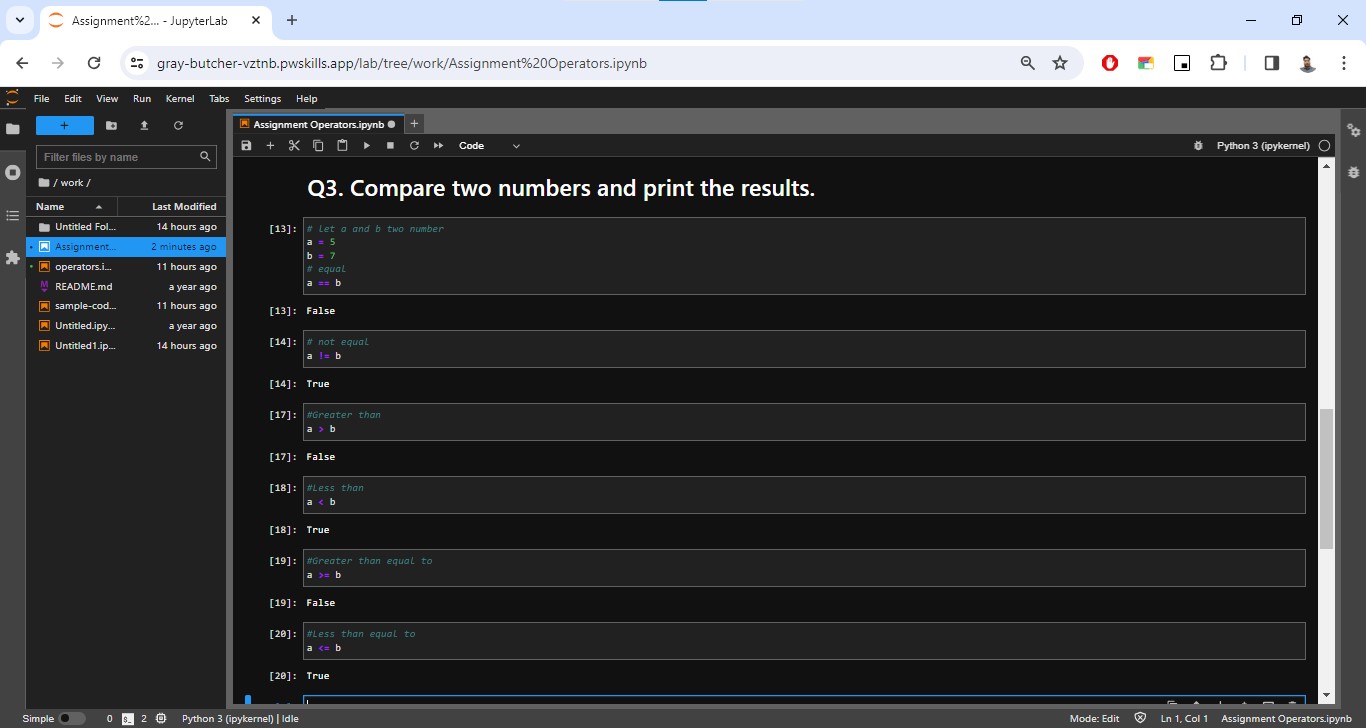 Assignment%2... - JupyterLab
gray-butcher-vztnb.pwskills.app/lab/tree/work/Assignment%20Operators.ipynb
File Edit View Run Kernel Tabs Settings Help
Filter files by name
/ work /
Name Last Modified
Untitled Fol... 14 hours ago
Assignment... 2 minutes ago
operators.i... 11 hours ago
README.md a year ago
sample-cod... 11 hours ago
Untitled.ipy... a year ago
Untitled1.ip... 14 hours ago
Assignment Operators.ipynb
Code
Python 3 (ipykernel)
Q3. Compare two numbers and print the results.
[13]: # let a and b two number
a = 5
b = 7
# equal
a == b
[13]: False
[14]: # not equal
a != b
[14]: True
[17]: #Greater than
a > b
[17]: False
[18]: #Less than
a < b
[18]: True
[19]: #Greater than equal to
a >= b
[19]: False
[20]: #Less than equal to
a <= b
[20]: True
Simple 0 2 Python 3 (ipykernel) | Idle
Mode: Edit Ln 1, Col 1 Assignment Operators.ipynb